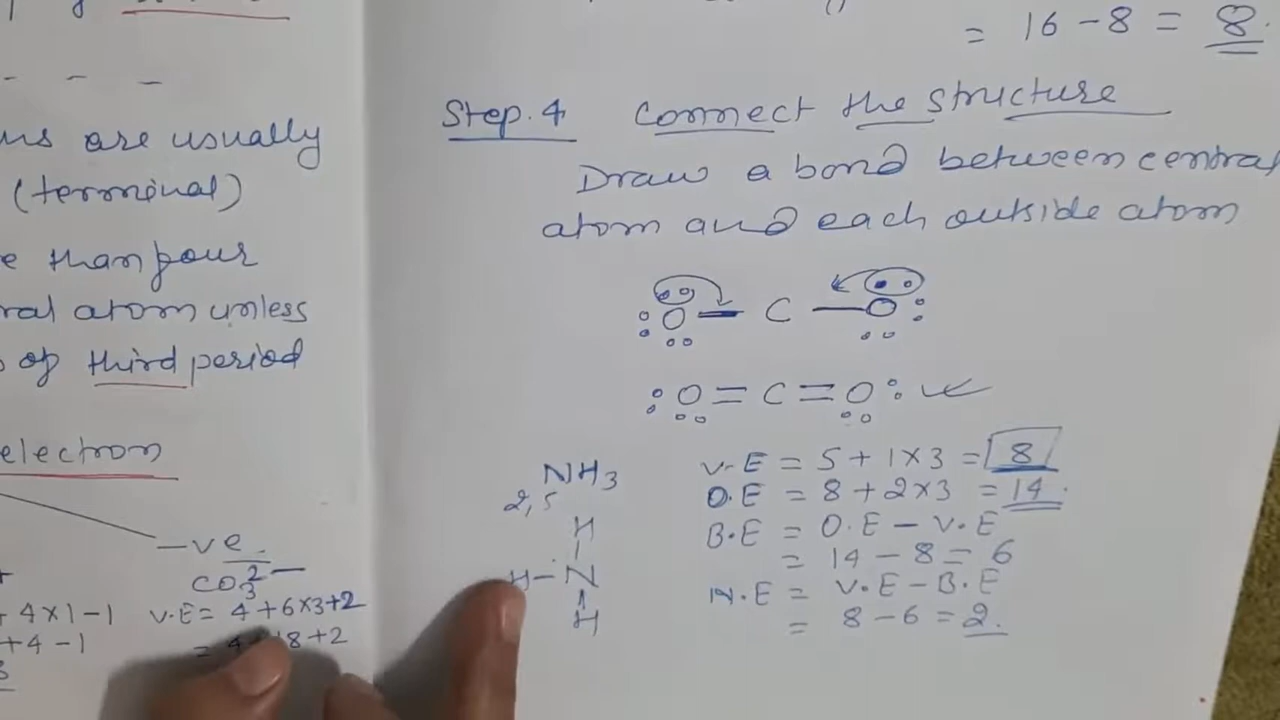 ns are usually
(terminal)
e than four
ral atom unless
s of third period
electron
-ve
CO3 2-
+ 4×1-1
+4-1
V.E = 4+6×3+2
= 16 - 8 = 8.
Step.4 Connect the structure
Draw a bond between central
atom and each outside atom
O — C — O
O = C = O
NH3
2,5
H
H-N
H
V.E = 5+1×3 = 8
O.E = 8+2×3 = 14.
B.E = O.E - V.E
= 14 - 8 = 6
N.E = V.E - B.E
= 8 - 6 = 2.